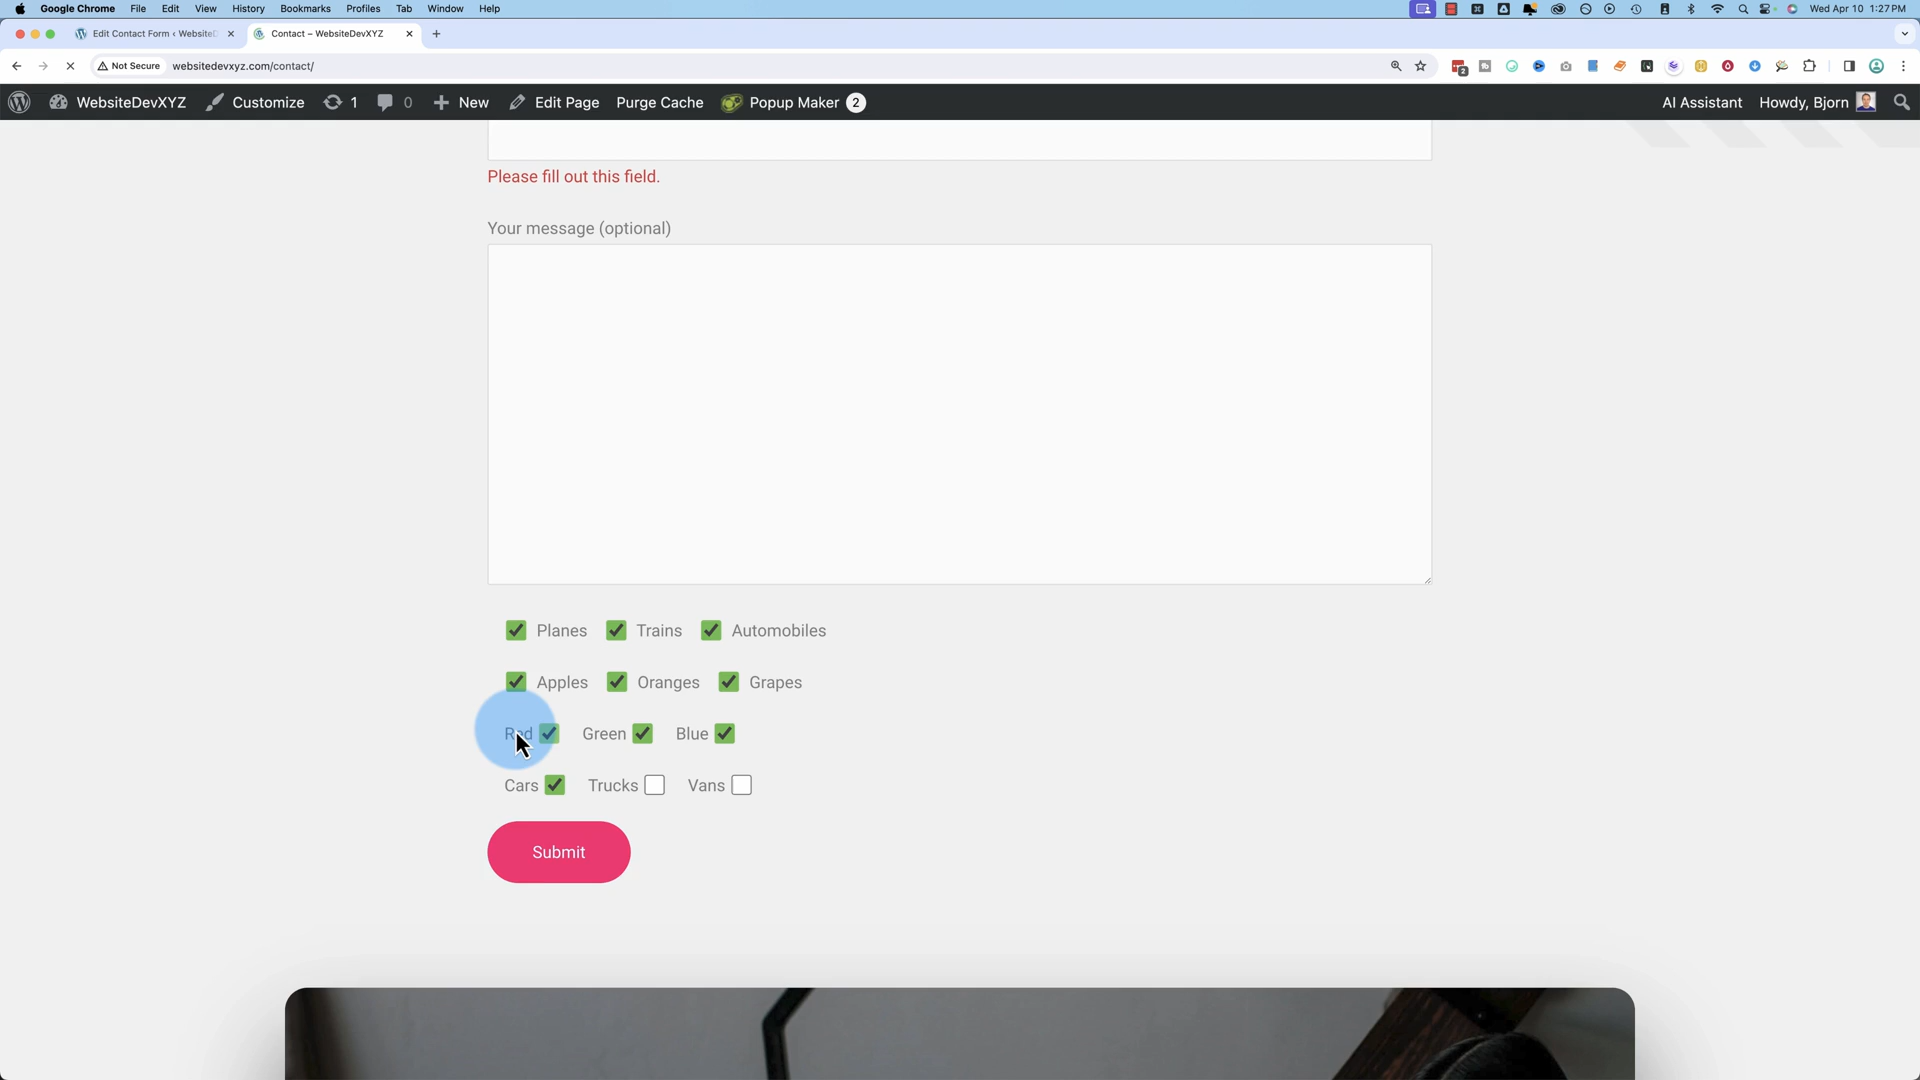 Google Chrome File Edit View History Bookmarks Profiles Tab Window Help Wed Apr 10 1:27 PM
Edit Contact Form ‹ WebsiteD Contact – WebsiteDevXYZ
Not Secure websitedevxyz.com/contact/ 2
WebsiteDevXYZ Customize 1 0 New Edit Page Purge Cache Popup Maker 2 AI Assistant Howdy, Bjorn
Please fill out this field.
Your message (optional)
Planes Trains Automobiles
Apples Oranges Grapes
Red Green Blue
Cars Trucks Vans
Submit